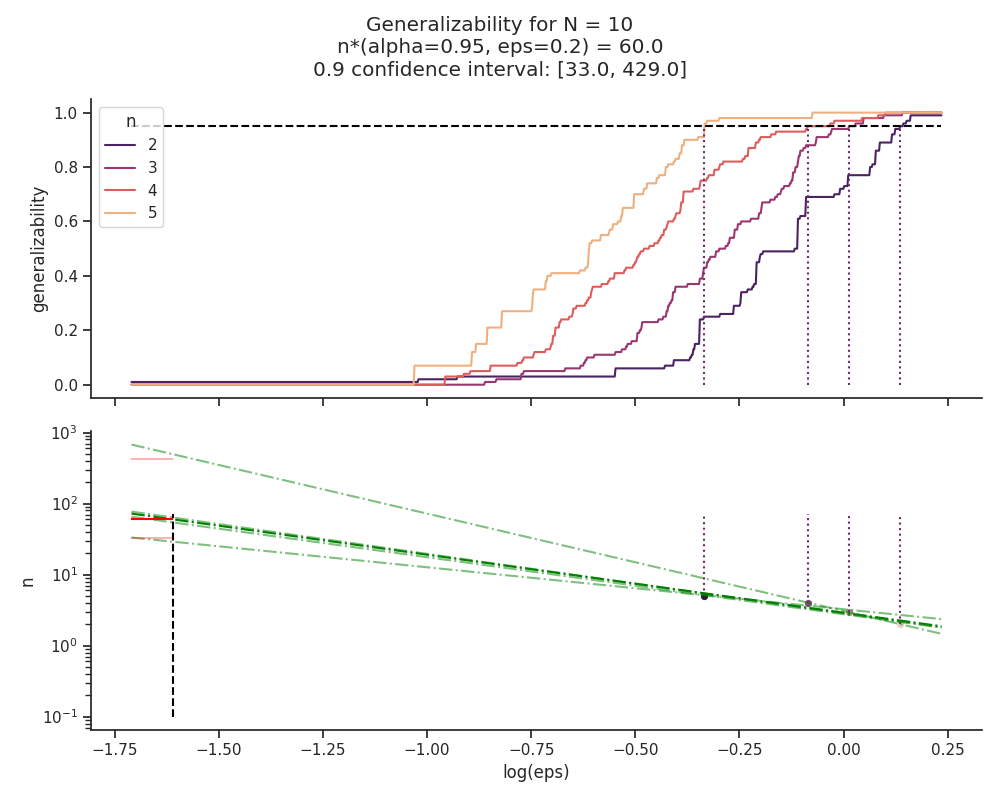 Generalizability for N = 10
n*(alpha=0.95, eps=0.2) = 60.0
0.9 confidence interval: [33.0, 429.0]
generalizability
1.0
0.8
0.6
0.4
0.2
0.0
n
2
3
4
5
n
10³
10²
10¹
10⁰
10⁻¹
−1.75 −1.50 −1.25 −1.00 −0.75 −0.50 −0.25 0.00 0.25
log(eps)